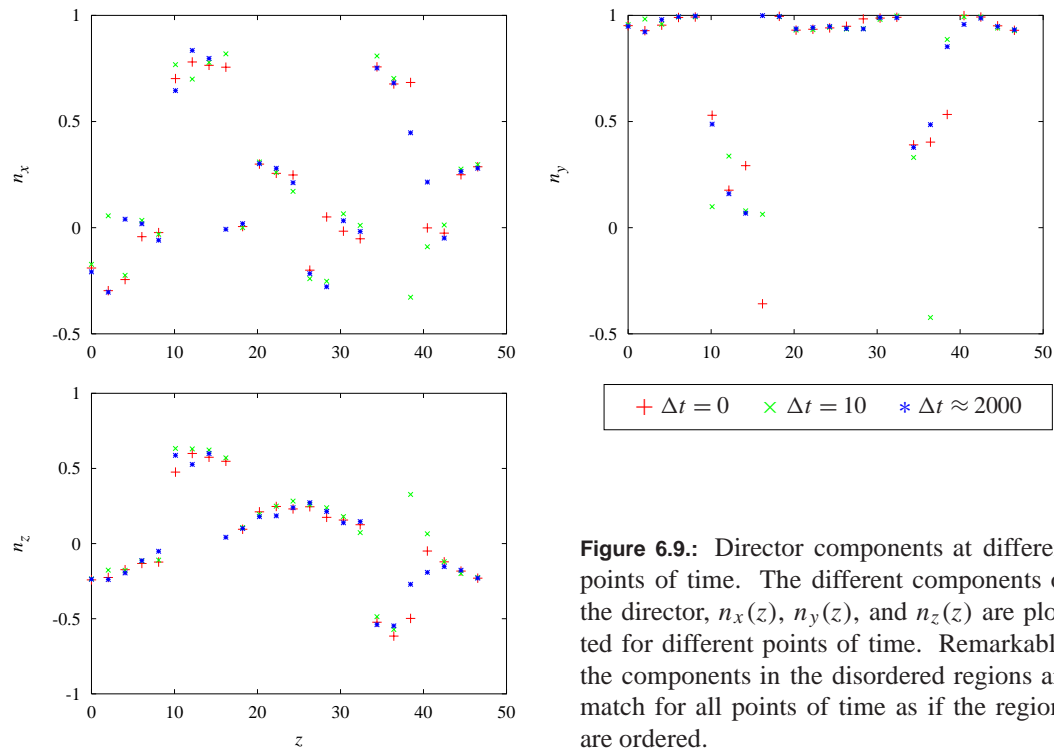 1
0.5
0
-0.5
0 10 20 30 40 50
n_x
1
0.5
0
-0.5
0 10 20 30 40 50
n_y
1
0.5
0
-0.5
-1
0 10 20 30 40 50
n_z
z
Δt = 0 Δt = 10 Δt ≈ 2000
Figure 6.9.: Director components at differe
points of time. The different components o
the director, n_x(z), n_y(z), and n_z(z) are plo
ted for different points of time. Remarkabl
the components in the disordered regions a
match for all points of time as if the region
are ordered.